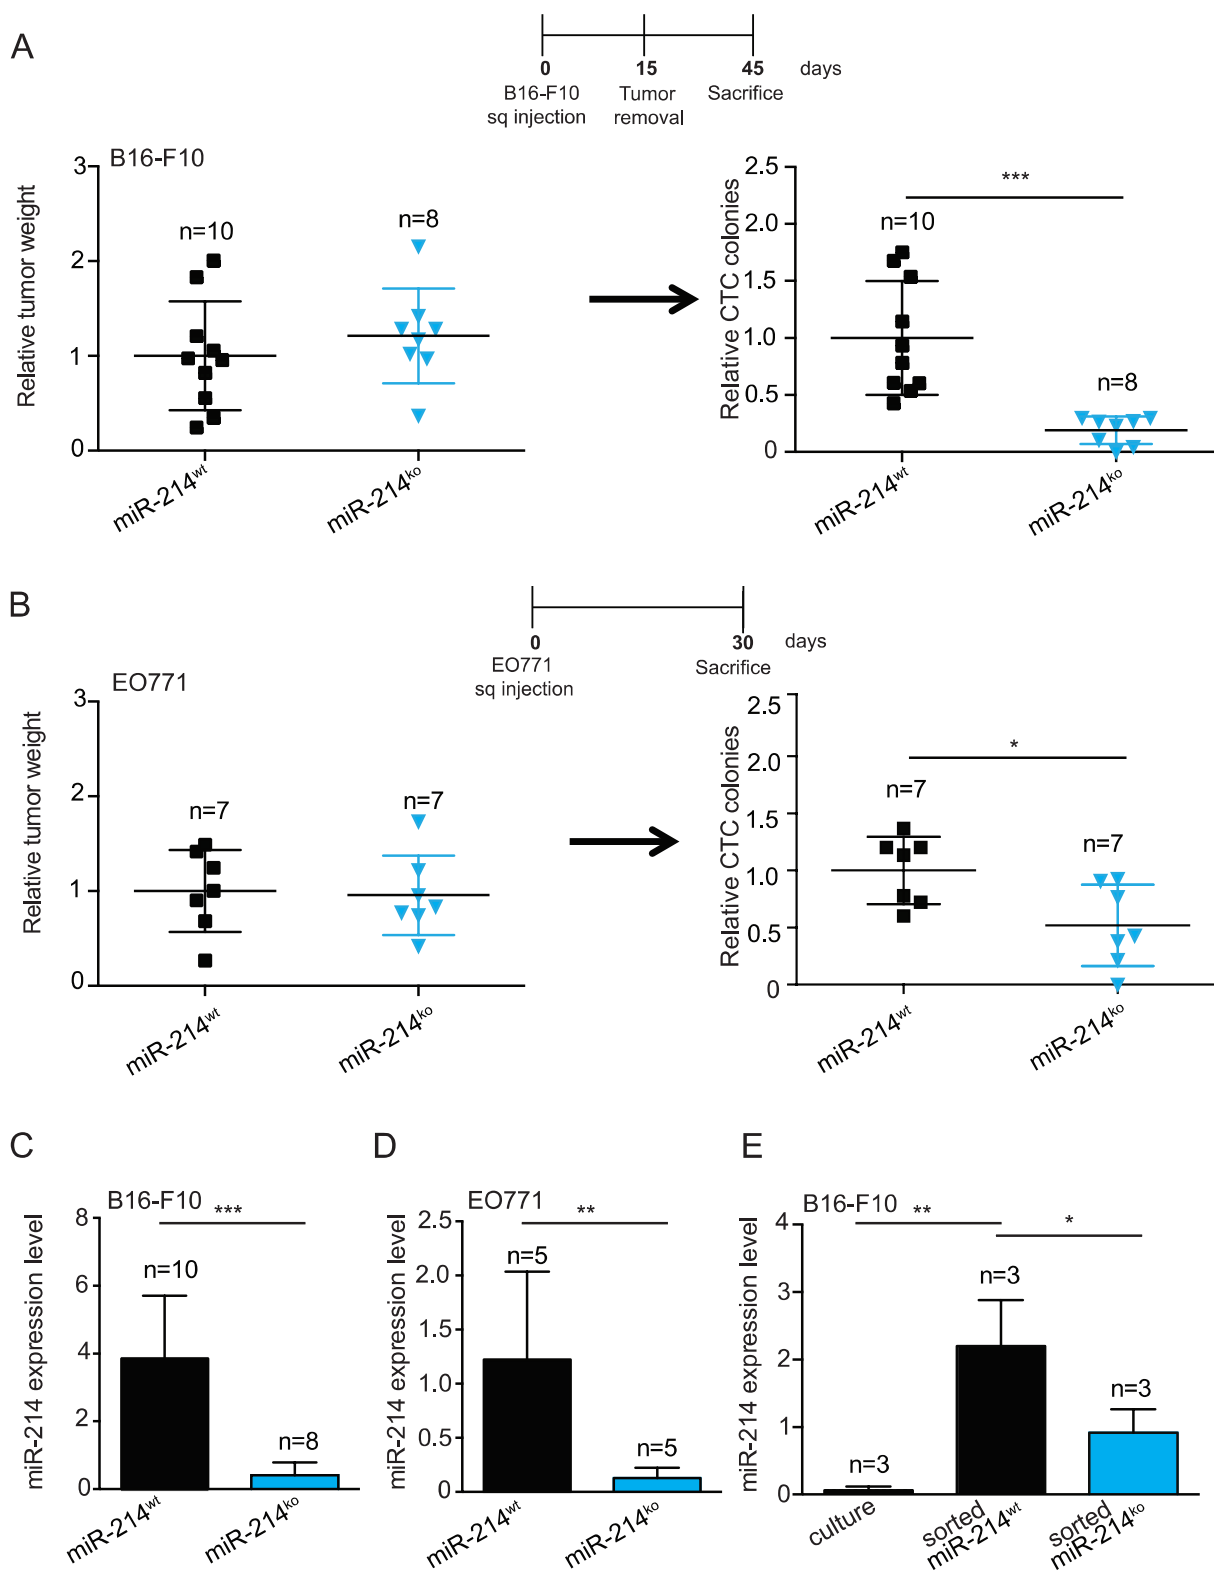 A
0 15 45 days
B16-F10 Tumor Sacrifice
sq injection removal
B16-F10
Relative tumor weight
3
2
1
0
n=10
n=8
miR-214wt
miR-214ko
Relative CTC colonies
2.5
2.0
1.5
1.0
0.5
0
***
n=10
n=8
miR-214wt
miR-214ko
B
0 30 days
EO771 Sacrifice
sq injection
EO771
Relative tumor weight
3
2
1
0
n=7
n=7
miR-214wt
miR-214ko
Relative CTC colonies
2.5
2.0
1.5
1.0
0.5
0
*
n=7
n=7
miR-214wt
miR-214ko
C
B16-F10
***
miR-214 expression level
8
6
4
2
0
n=10
n=8
miR-214wt
miR-214ko
D
EO771
**
miR-214 expression level
2.5
2.0
1.5
1.0
0.5
0
n=5
n=5
miR-214wt
miR-214ko
E
B16-F10
**
*
miR-214 expression level
4
3
2
1
0
n=3
n=3
n=3
culture
sorted
miR-214wt
sorted
miR-214ko